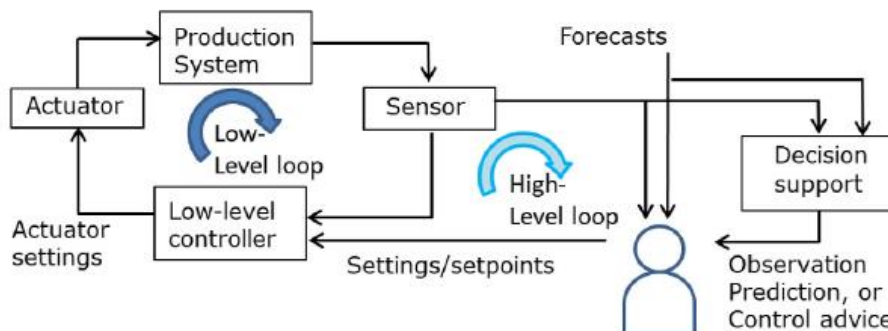 Production
System
Forecasts
Actuator
Sensor
Low-
Level loop
Decision
support
High-
Level loop
Low-level
controller
Actuator
settings
Settings/setpoints
Observation
Prediction, or
Control advice